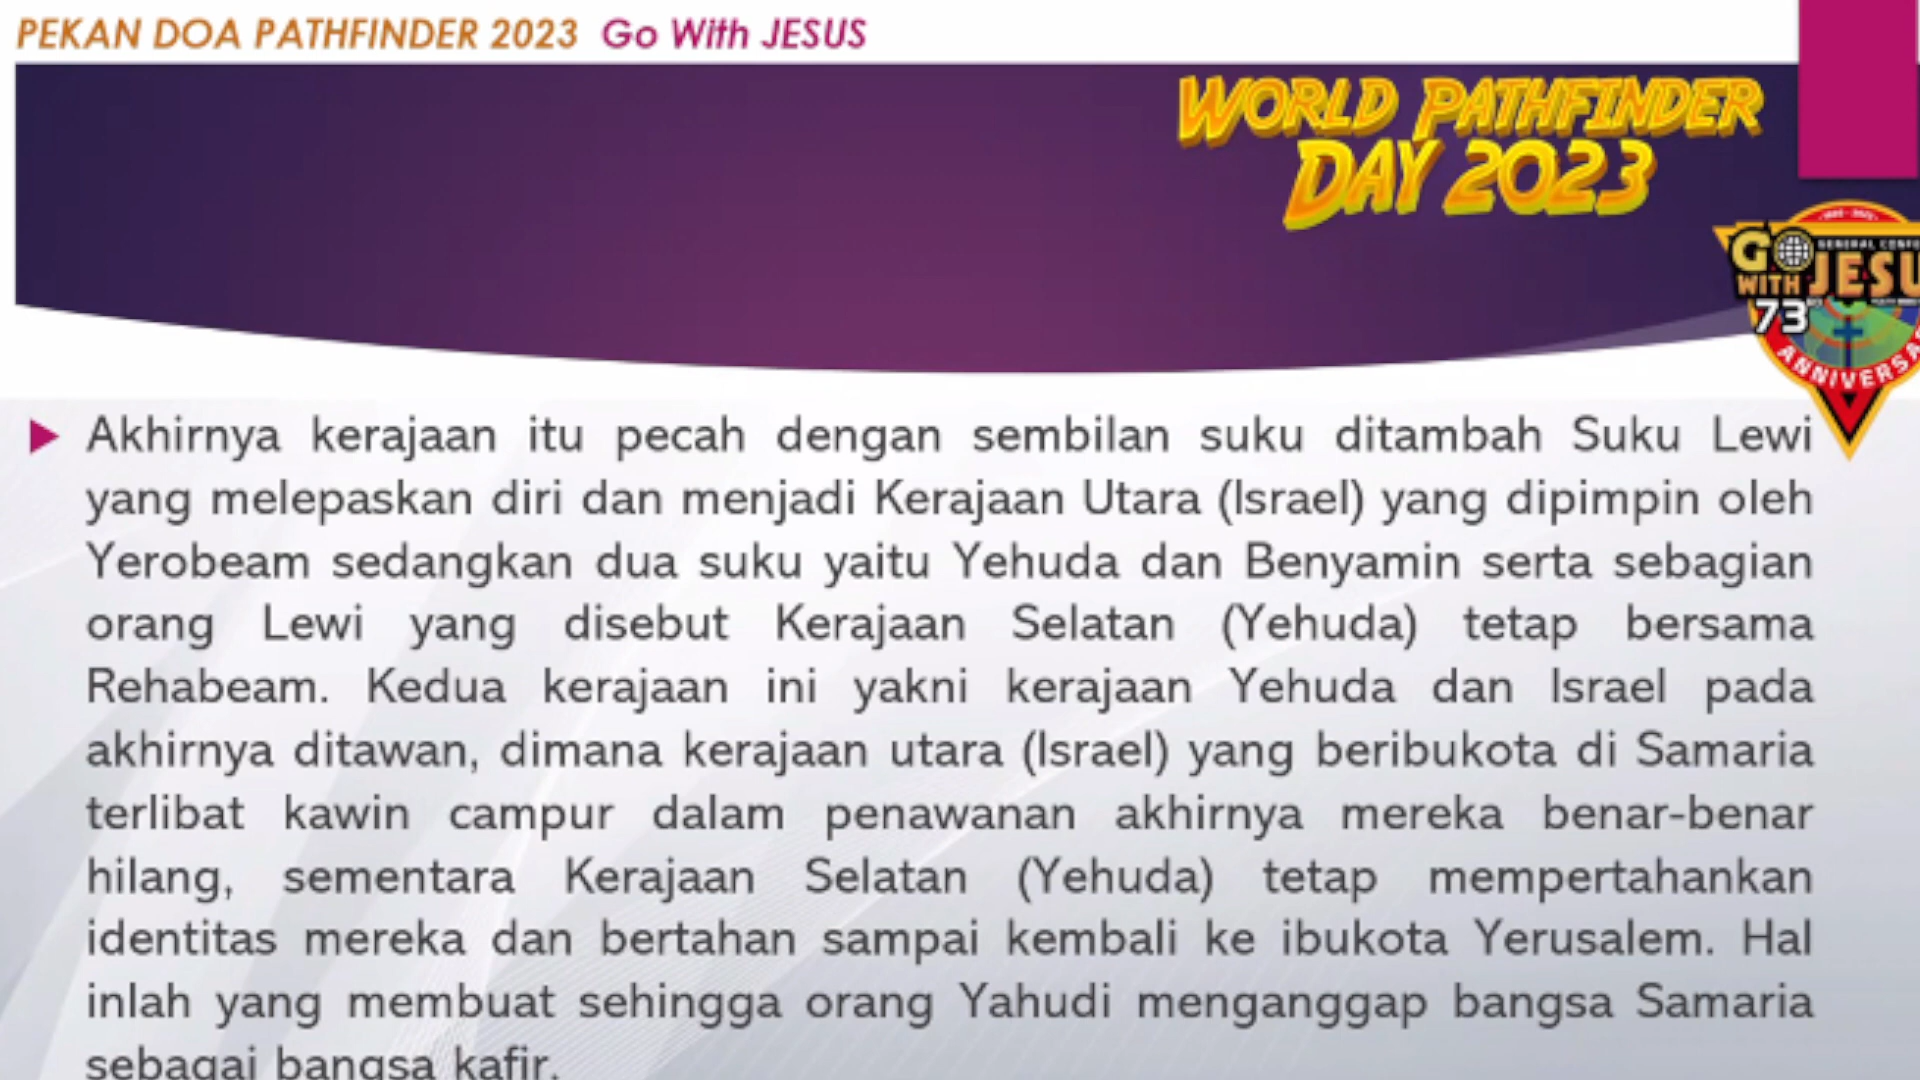 PEKAN DOA PATHFINDER 2023 Go With JESUS
WORLD PATHFINDER
DAY 2023
GO
WITH JESU
73
ANNIVERSA
Akhirnya kerajaan itu pecah dengan sembilan suku ditambah Suku Lewi
yang melepaskan diri dan menjadi Kerajaan Utara (Israel) yang dipimpin oleh
Yerobeam sedangkan dua suku yaitu Yehuda dan Benyamin serta sebagian
orang Lewi yang disebut Kerajaan Selatan (Yehuda) tetap bersama
Rehabeam. Kedua kerajaan ini yakni kerajaan Yehuda dan Israel pada
akhirnya ditawan, dimana kerajaan utara (Israel) yang beribukota di Samaria
terlibat kawin campur dalam penawanan akhirnya mereka benar-benar
hilang, sementara Kerajaan Selatan (Yehuda) tetap mempertahankan
identitas mereka dan bertahan sampai kembali ke ibukota Yerusalem. Hal
inlah yang membuat sehingga orang Yahudi menganggap bangsa Samaria
sebagai bangsa kafir.